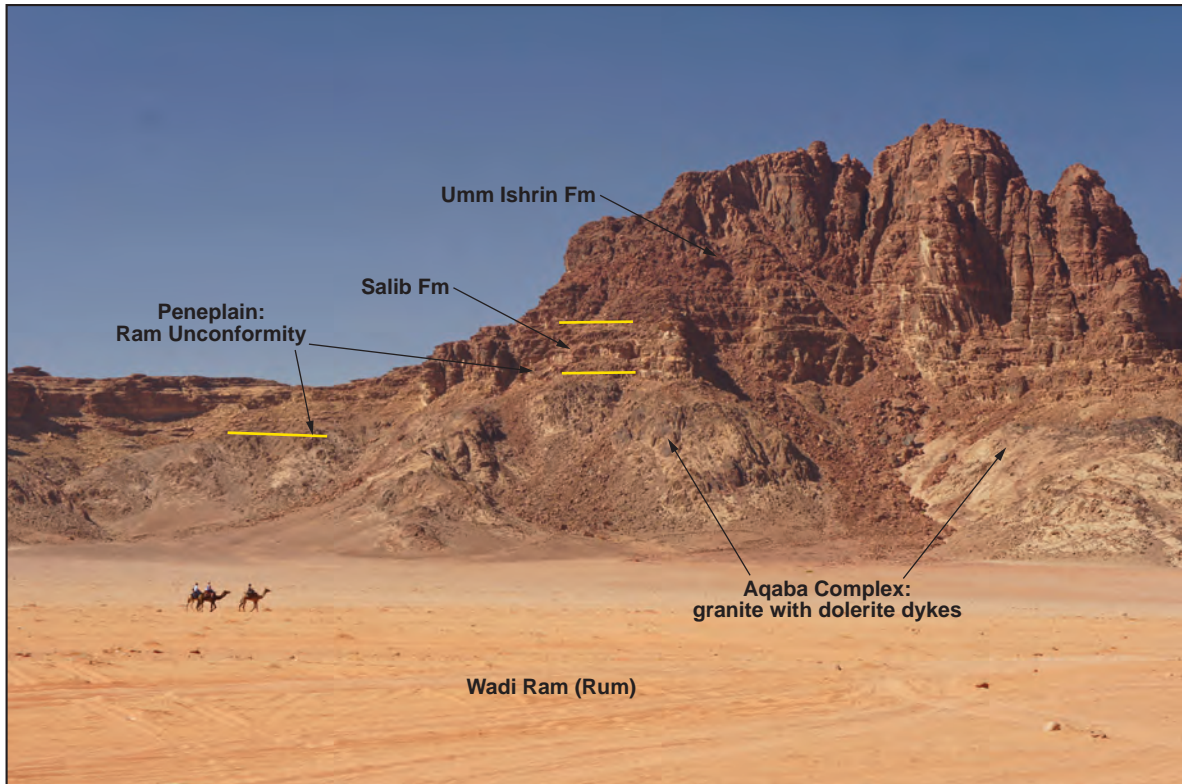 Umm Ishrin Fm
Salib Fm
Peneplain:
Ram Unconformity
Aqaba Complex:
granite with dolerite dykes
Wadi Ram (Rum)